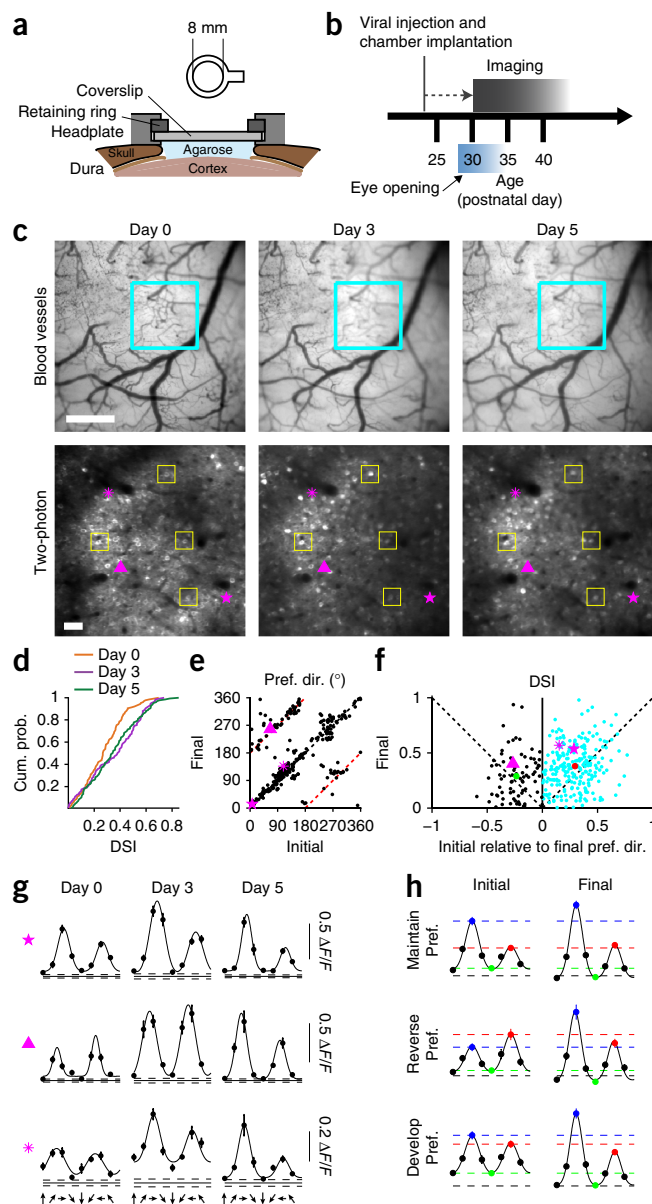 a
8 mm
Coverslip
Retaining ring
Headplate
Skull
Agarose
Dura
Cortex
b
Viral injection and
chamber implantation
Imaging
25 30 35 40
Eye opening
Age
(postnatal day)
c
Day 0 Day 3 Day 5
Blood vessels
Two-photon
d
Day 0
Day 3
Day 5
Cum. prob.
1
0.8
0.6
0.4
0.2
0.2 0.4 0.6 0.8
DSI
e
Pref. dir. (°)
Final
360
270
180
90
0
0 90 180 270 360
Initial
f
DSI
Final
1
0.5
0
−1 −0.5 0 0.5 1
Initial relative to final pref. dir.
g
Day 0 Day 3 Day 5
0.5 ΔF/F
0.5 ΔF/F
0.2 ΔF/F
h
Initial Final
Maintain
Pref.
Reverse
Pref.
Develop
Pref.